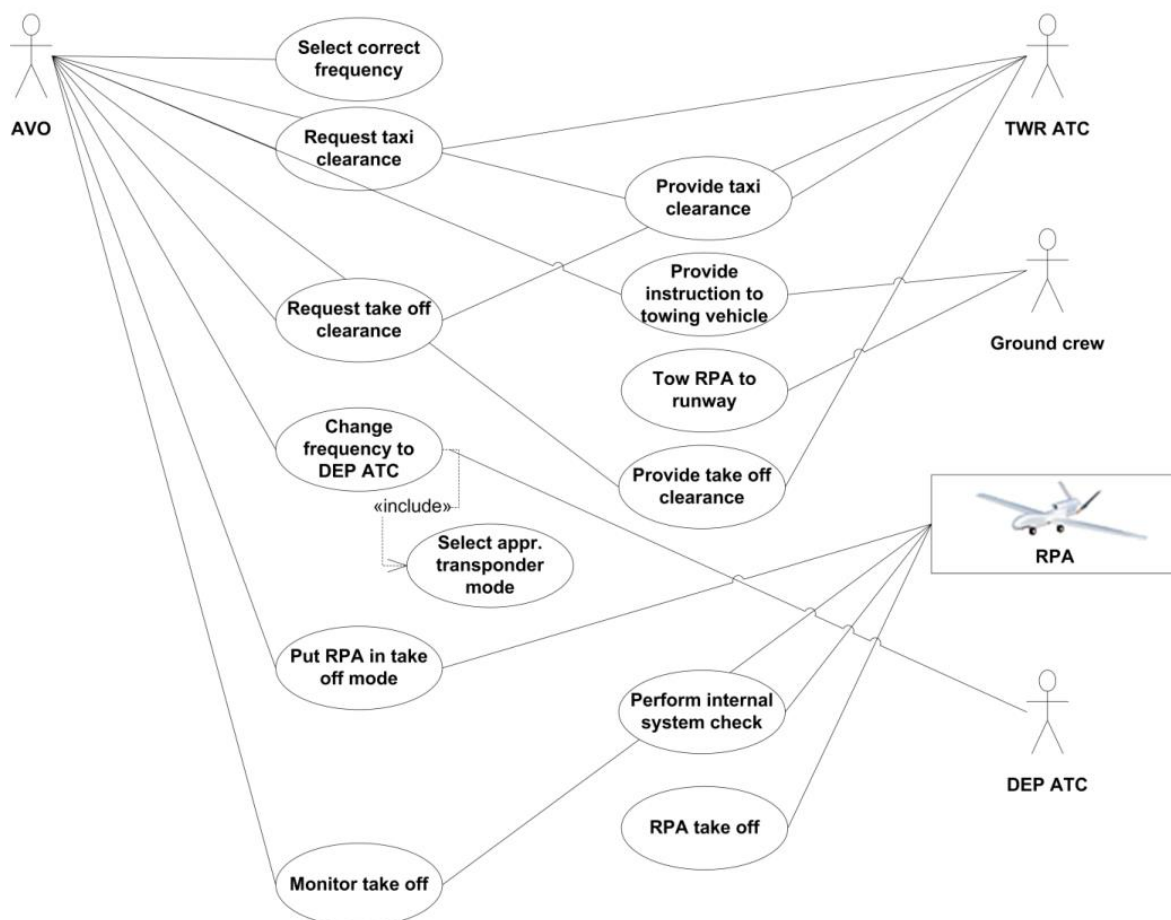 Select correct
frequency
AVO
TWR ATC
Request taxi
clearance
Provide taxi
clearance
Provide
instruction to
towing vehicle
Request take off
clearance
Ground crew
Tow RPA to
runway
Change
frequency to
DEP ATC
Provide take off
clearance
«include»
Select appr.
transponder
mode
RPA
Put RPA in take
off mode
Perform internal
system check
DEP ATC
RPA take off
Monitor take off